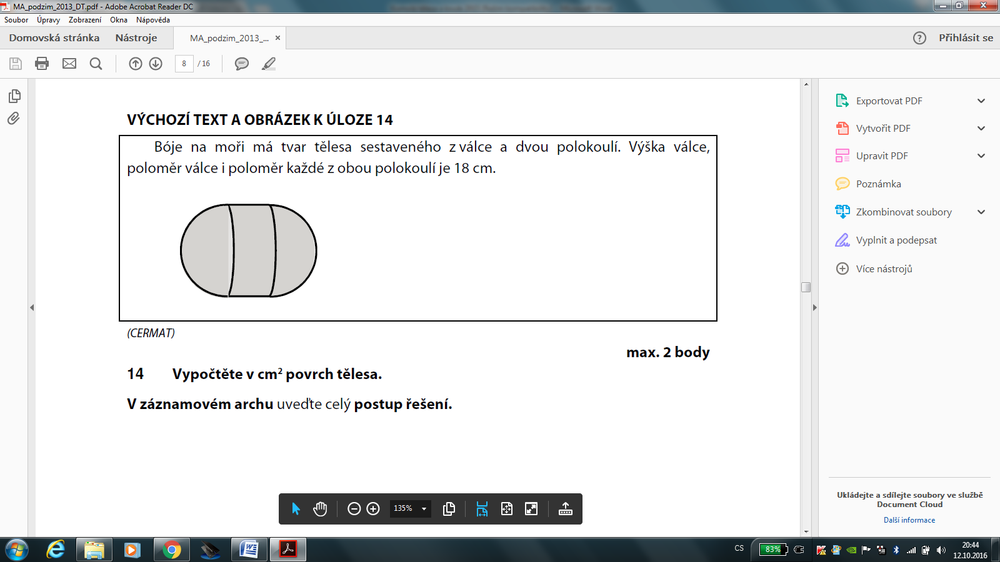 MA_podzim_2013_DT.pdf - Adobe Acrobat Reader DC
Soubor Úpravy Zobrazení Okna Nápověda
Domovská stránka Nástroje MA_podzim_2013_... × Přihlásit se
8 / 16
VÝCHOZÍ TEXT A OBRÁZEK K ÚLOZE 14
Bóje na moři má tvar tělesa sestaveného z válce a dvou polokoulí. Výška válce,
poloměr válce i poloměr každé z obou polokoulí je 18 cm.
(CERMAT)
max. 2 body
14 Vypočtěte v cm² povrch tělesa.
V záznamovém archu uveďte celý postup řešení.
Exportovat PDF
Vytvořit PDF
Upravit PDF
Poznámka
Zkombinovat soubory
Vyplnit a podepsat
Více nástrojů
Ukládejte a sdílejte soubory ve službě
Document Cloud
Další informace
135%
CS 83% 20:44
12.10.2016